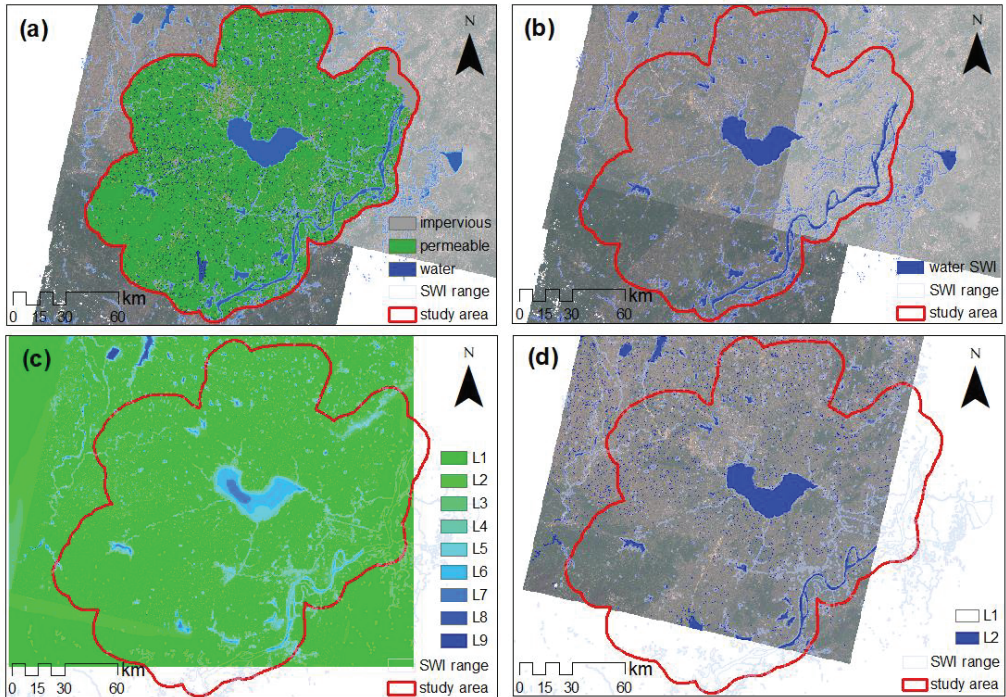 (a)
N
impervious
permeable
water
SWI range
study area
km
0 15 30 60
(b)
N
water SWI
SWI range
study area
km
0 15 30 60
(c)
N
L1
L2
L3
L4
L5
L6
L7
L8
L9
SWI range
study area
km
0 15 30 60
(d)
N
L1
L2
SWI range
study area
km
0 15 30 60